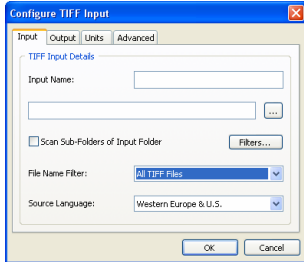 Configure TIFF Input
Input Output Units Advanced
TIFF Input Details
Input Name:
...
Scan Sub-Folders of Input Folder Filters...
File Name Filter: All TIFF Files
Source Language: Western Europe & U.S.
OK Cancel